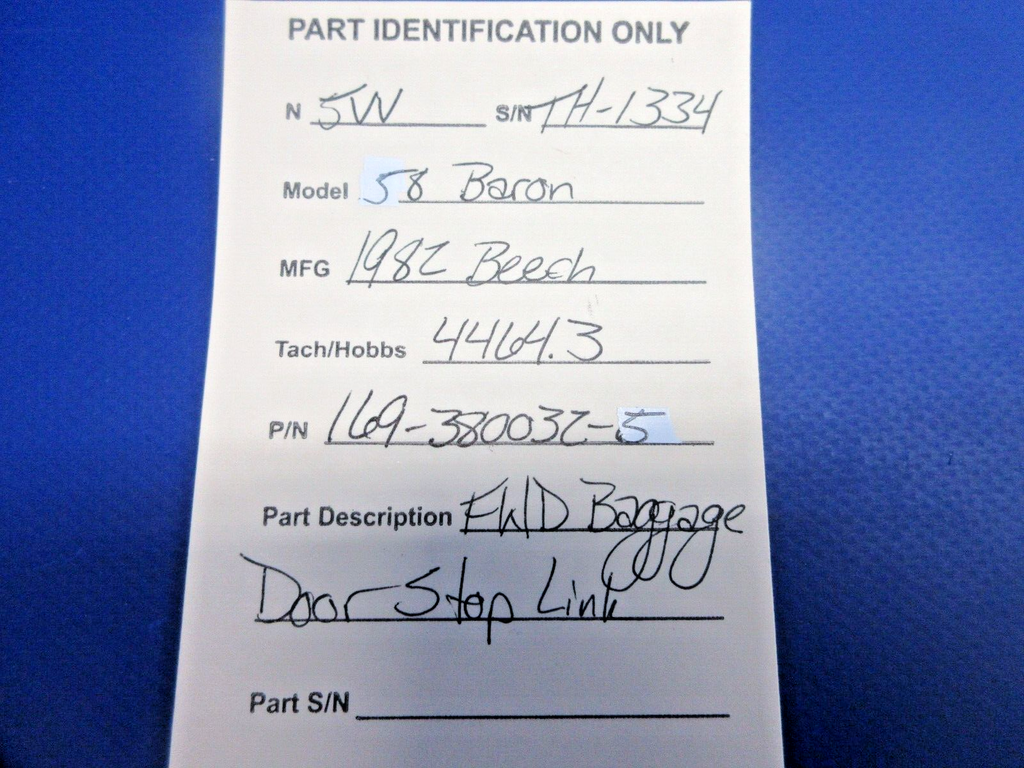 PART IDENTIFICATION ONLY
N 5W S/N TH-1334
Model 58 Baron
MFG 1982 Beech
Tach/Hobbs 4464.3
P/N 169-380032-5
Part Description FWD Baggage
Door Stop Link
Part S/N